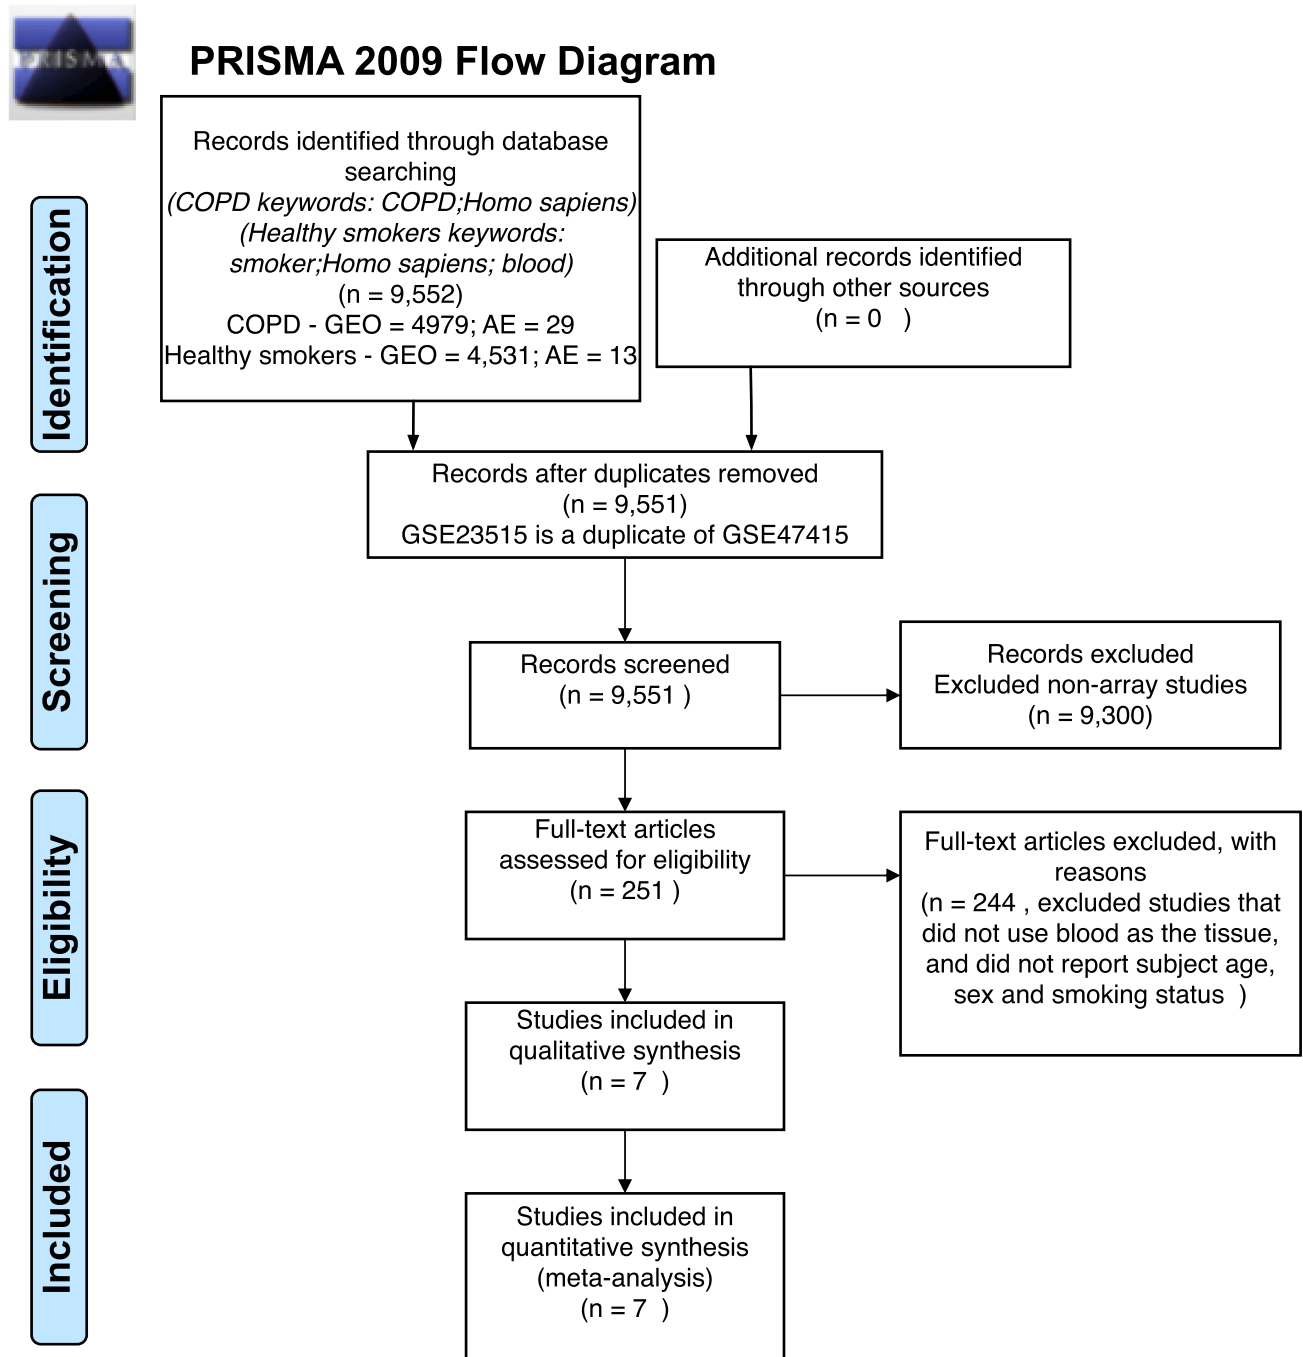 PRISMA
PRISMA 2009 Flow Diagram
Records identified through database
searching
(COPD keywords: COPD;Homo sapiens)
(Healthy smokers keywords:
smoker;Homo sapiens; blood)
(n = 9,552)
COPD - GEO = 4979; AE = 29
Healthy smokers - GEO = 4,531; AE = 13
Additional records identified
through other sources
(n = 0 )
Identification
Records after duplicates removed
(n = 9,551)
GSE23515 is a duplicate of GSE47415
Screening
Records screened
(n = 9,551 )
Records excluded
Excluded non-array studies
(n = 9,300)
Eligibility
Full-text articles
assessed for eligibility
(n = 251 )
Full-text articles excluded, with
reasons
(n = 244 , excluded studies that
did not use blood as the tissue,
and did not report subject age,
sex and smoking status )
Studies included in
qualitative synthesis
(n = 7 )
Included
Studies included in
quantitative synthesis
(meta-analysis)
(n = 7 )